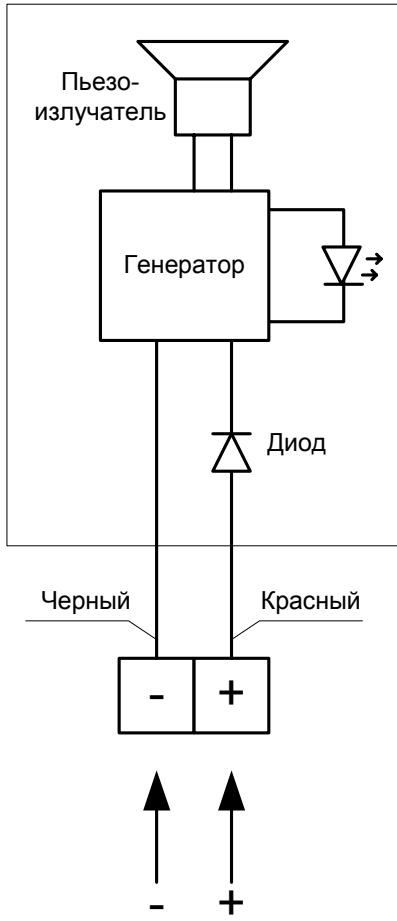 Пьезо-
излучатель
Генератор
Диод
Черный
Красный
- +
- +